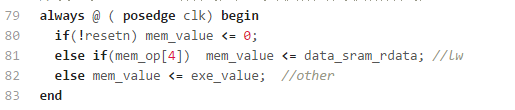 79 always @ ( posedge clk) begin
80 if(!resetn) mem_value <= 0;
81 else if(mem_op[4]) mem_value <= data_sram_rdata; //lw
82 else mem_value <= exe_value; //other
83 end